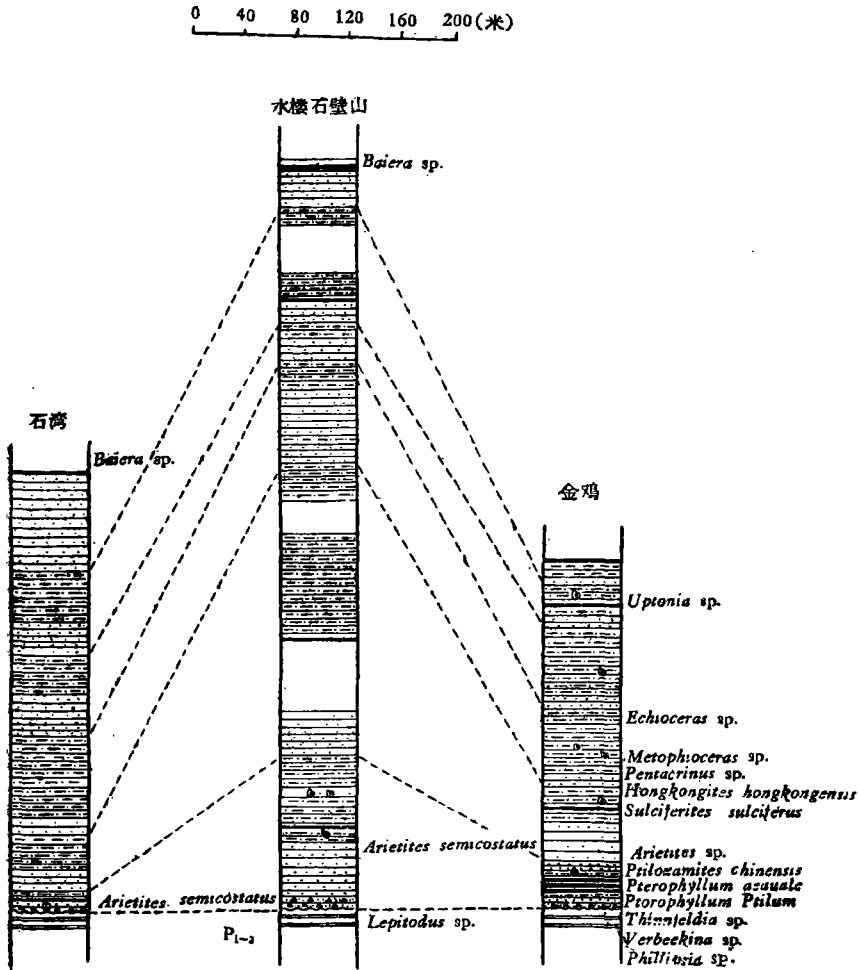 0 40 80 120 160 200(米)
水楼石壁山
Baiera sp.
石湾
Baiera sp.
金鸡
Uptonia sp.
Echioceras sp.
Metophioceras sp.
Pentacrinus sp.
Hongkongites hongkongensis
Sulciferites sulciferus
Arietites semicostatus
Arietites sp.
Ptilozamites chinensis
Pterophyllum azauale
Ptorophyllum Ptilum
Arietites semicostatus
Lepitodus sp.
Thinnfeldia sp.
P₁₋₂
Verbeekina sp.
Phillipsia sp.